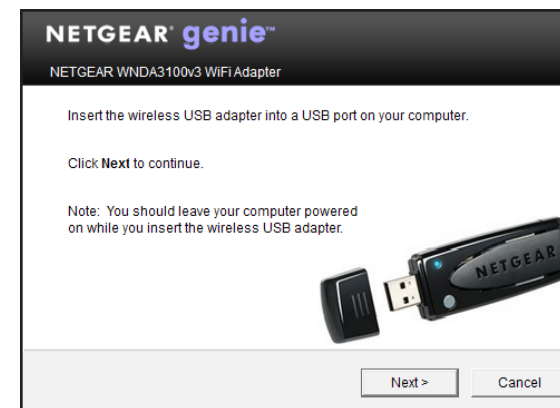 NETGEAR® genie™
NETGEAR WNDA3100v3 WiFi Adapter
Insert the wireless USB adapter into a USB port on your computer.
Click Next to continue.
Note: You should leave your computer powered
on while you insert the wireless USB adapter.
NETGEAR
Next >
Cancel